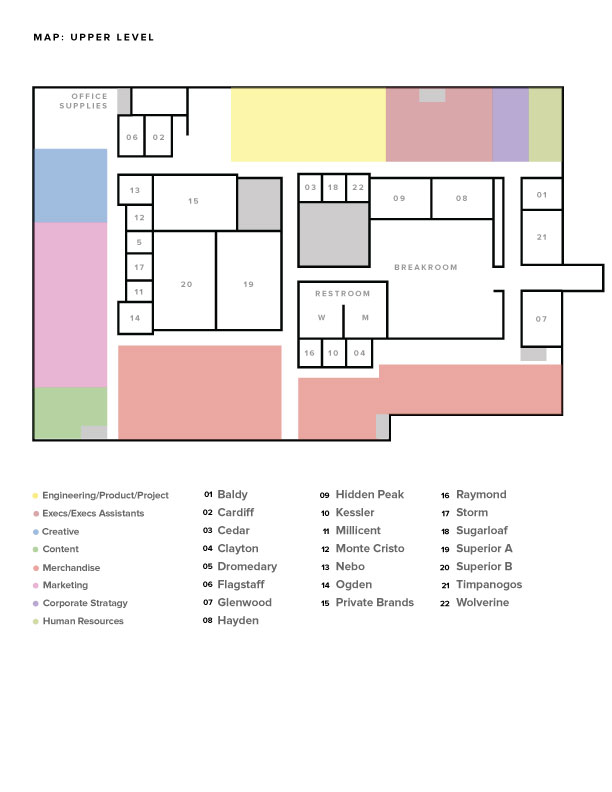 MAP: UPPER LEVEL
OFFICE
SUPPLIES
06 02
13
15
03 18 22
09 08
01
12
5
21
17
20 19
BREAKROOM
11
RESTROOM
14
W M
07
16 10 04
Engineering/Product/Project
Execs/Execs Assistants
Creative
Content
Merchandise
Marketing
Corporate Stratagy
Human Resources
01 Baldy
02 Cardiff
03 Cedar
04 Clayton
05 Dromedary
06 Flagstaff
07 Glenwood
08 Hayden
09 Hidden Peak
10 Kessler
11 Millicent
12 Monte Cristo
13 Nebo
14 Ogden
15 Private Brands
16 Raymond
17 Storm
18 Sugarloaf
19 Superior A
20 Superior B
21 Timpanogos
22 Wolverine